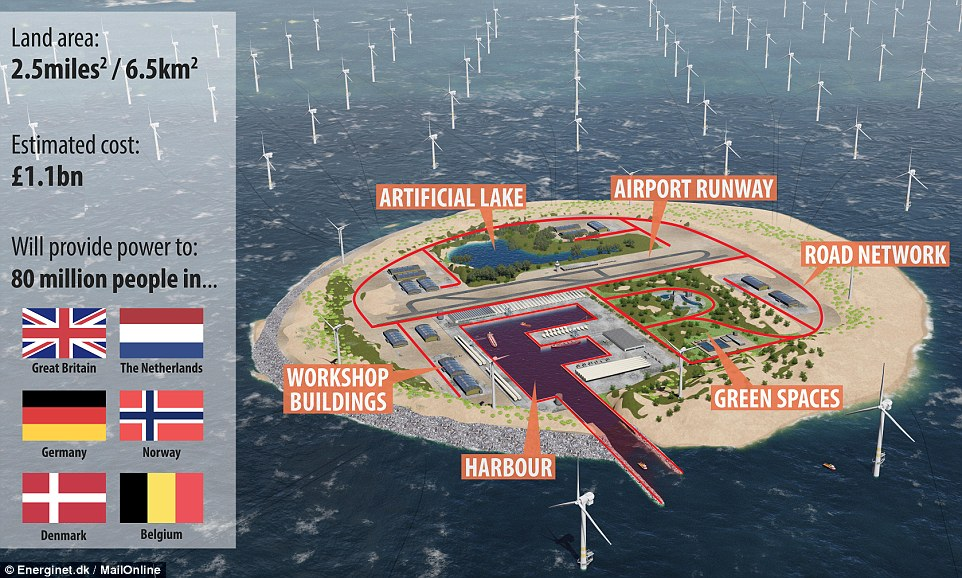 Land area:
2.5miles² / 6.5km²
Estimated cost:
£1.1bn
Will provide power to:
80 million people in...
Great Britain
The Netherlands
Germany
Norway
Denmark
Belgium
ARTIFICIAL LAKE
AIRPORT RUNWAY
ROAD NETWORK
WORKSHOP
BUILDINGS
GREEN SPACES
HARBOUR
© Energinet.dk / MailOnline